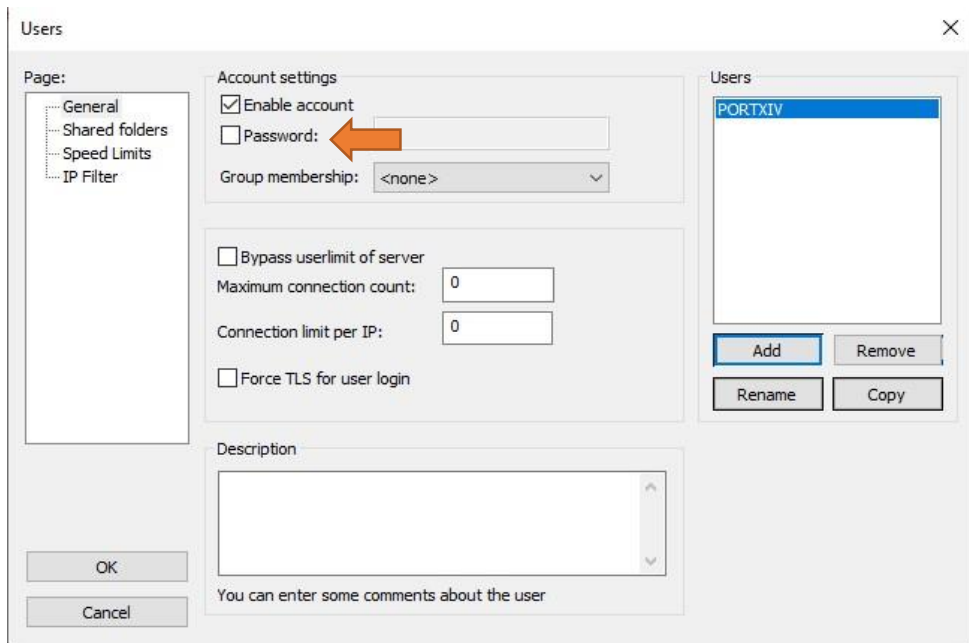 Users
Page:
General
Shared folders
Speed Limits
IP Filter
OK
Cancel
Account settings
Enable account
Password:
Group membership: <none>
Bypass userlimit of server
Maximum connection count: 0
Connection limit per IP: 0
Force TLS for user login
Description
You can enter some comments about the user
Users
PORTXIV
Add Remove
Rename Copy